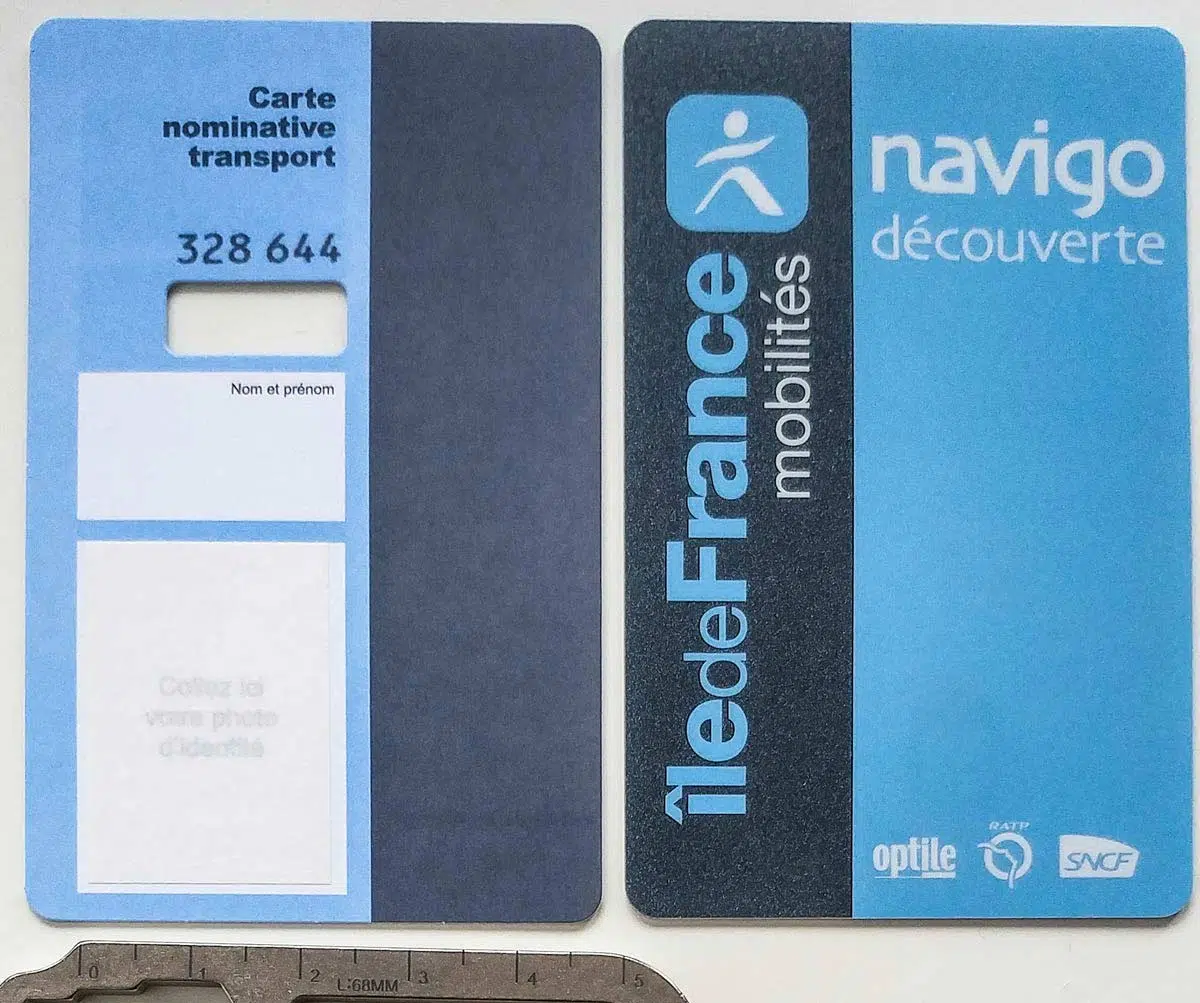 Carte
nominative
transport
328 644
Nom et prénom
Collez ici
votre photo
d'identité
îledeFrance
mobilités
navigo
découverte
optile
RATP
SNCF
0 1 2 3 4 5
L:68MM